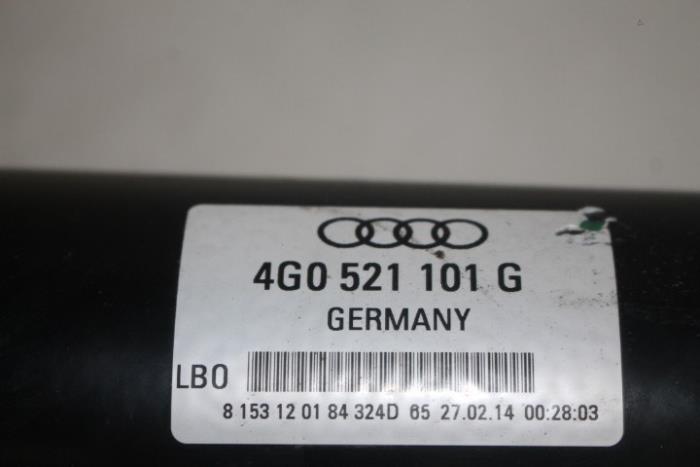 4G0 521 101 G
GERMANY
LBO
8 153 12 01 84 324D 65 27.02.14 00:28:03